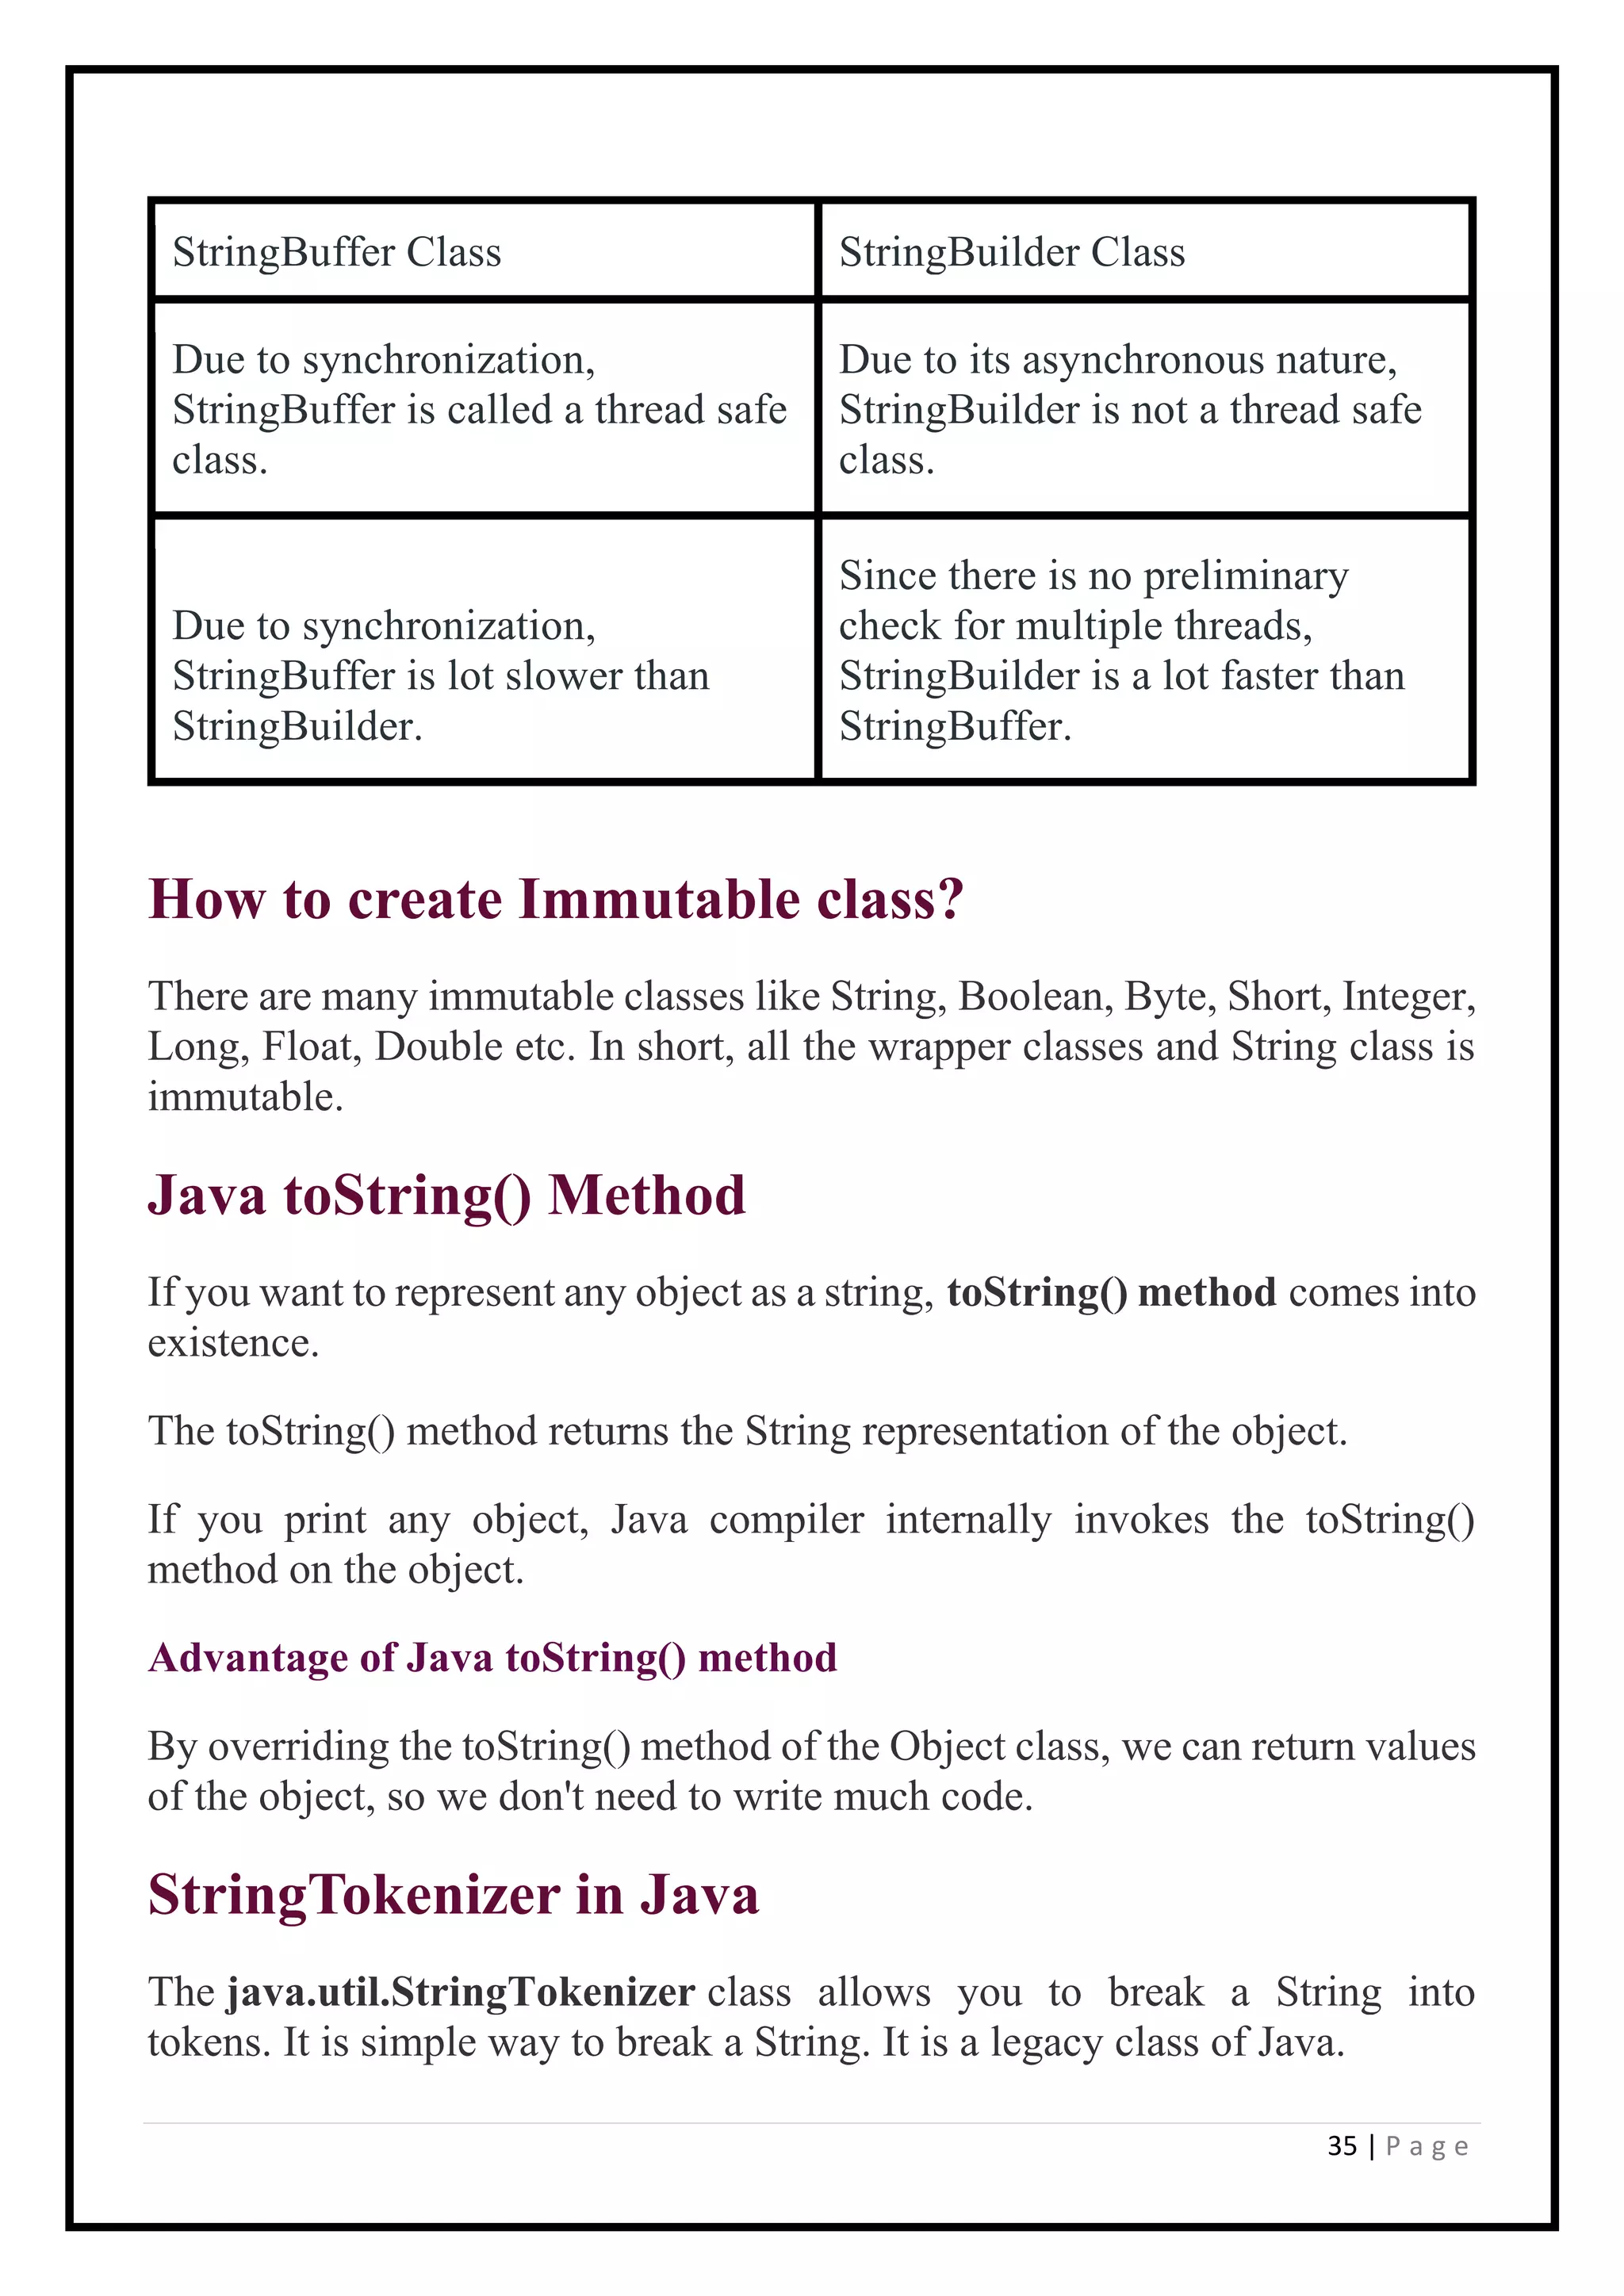 StringBuffer Class
StringBuilder Class
Due to synchronization,
StringBuffer is called a thread safe
class.
Due to its asynchronous nature,
StringBuilder is not a thread safe
class.
Due to synchronization,
StringBuffer is lot slower than
StringBuilder.
Since there is no preliminary
check for multiple threads,
StringBuilder is a lot faster than
StringBuffer.
How to create Immutable class?
There are many immutable classes like String, Boolean, Byte, Short, Integer,
Long, Float, Double etc. In short, all the wrapper classes and String class is
immutable.
Java toString() Method
If you want to represent any object as a string, toString() method comes into
existence.
The toString() method returns the String representation of the object.
If you print any object, Java compiler internally invokes the toString()
method on the object.
Advantage of Java toString() method
By overriding the toString() method of the Object class, we can return values
of the object, so we don't need to write much code.
StringTokenizer in Java
The java.util.StringTokenizer class allows you to break a String into
tokens. It is simple way to break a String. It is a legacy class of Java.
35 | P a g e